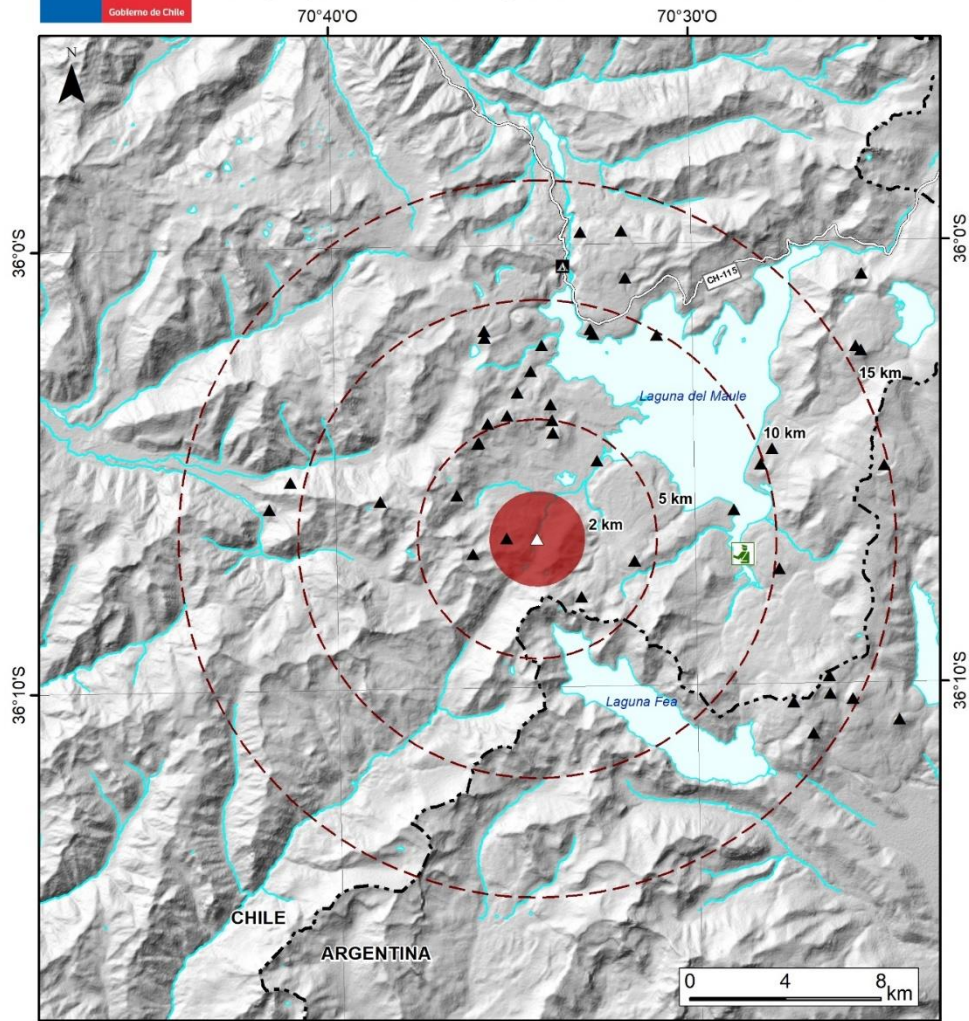 Gobierno de Chile
70°40'O
70°30'O
N
36°0'S
36°0'S
CH-115
15 km
Laguna del Maule
10 km
5 km
2 km
36°10'S
36°10'S
Laguna Fea
CHILE
ARGENTINA
0 4 8
km